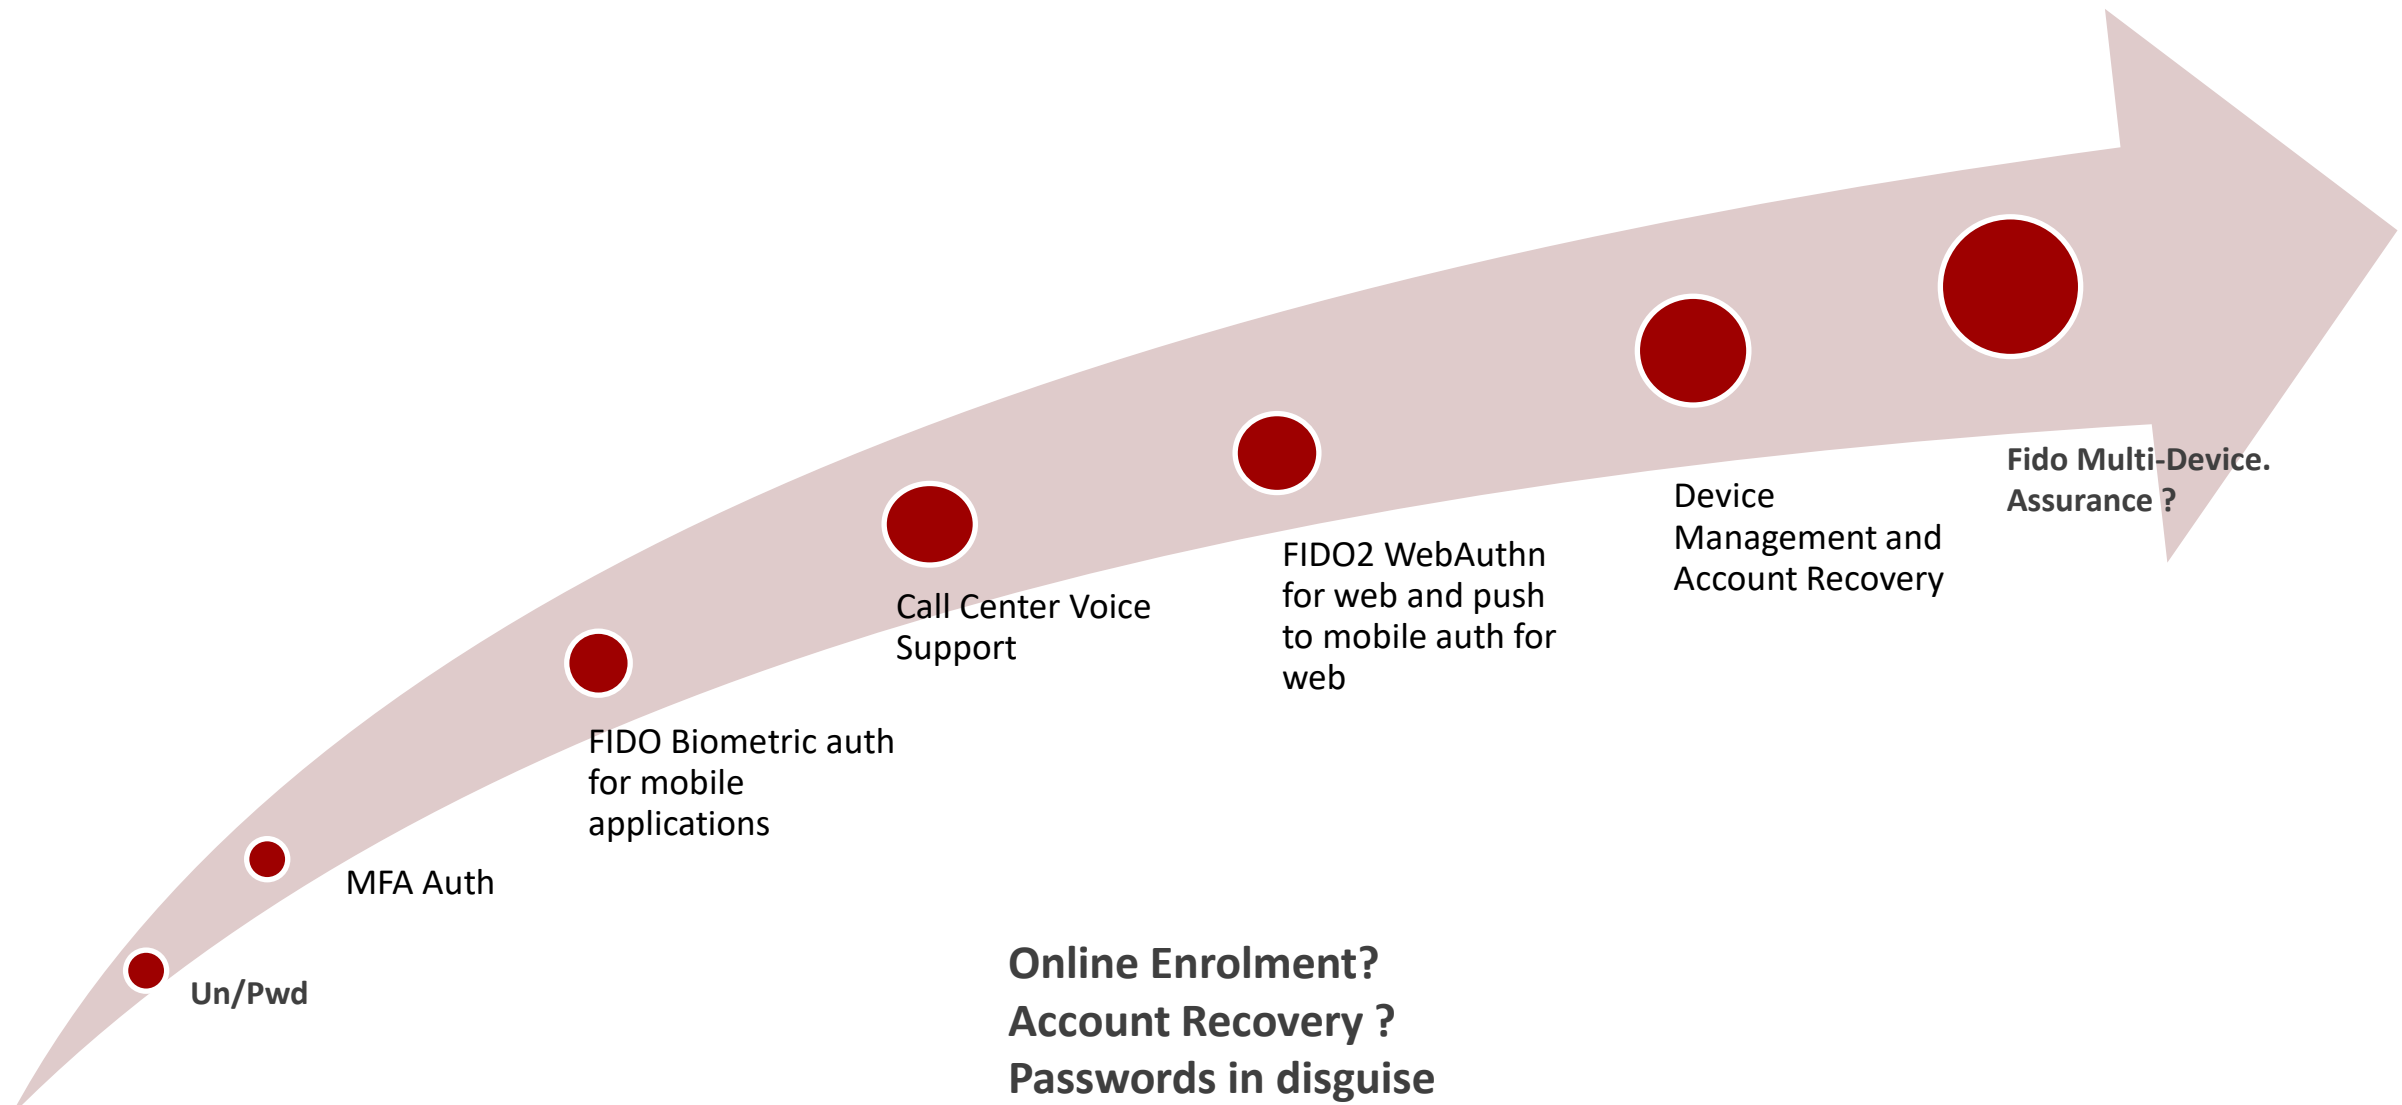 Un/Pwd
MFA Auth
FIDO Biometric auth
for mobile
applications
Call Center Voice
Support
FIDO2 WebAuthn
for web and push
to mobile auth for
web
Device
Management and
Account Recovery
Fido Multi-Device.
Assurance ?
Online Enrolment?
Account Recovery ?
Passwords in disguise